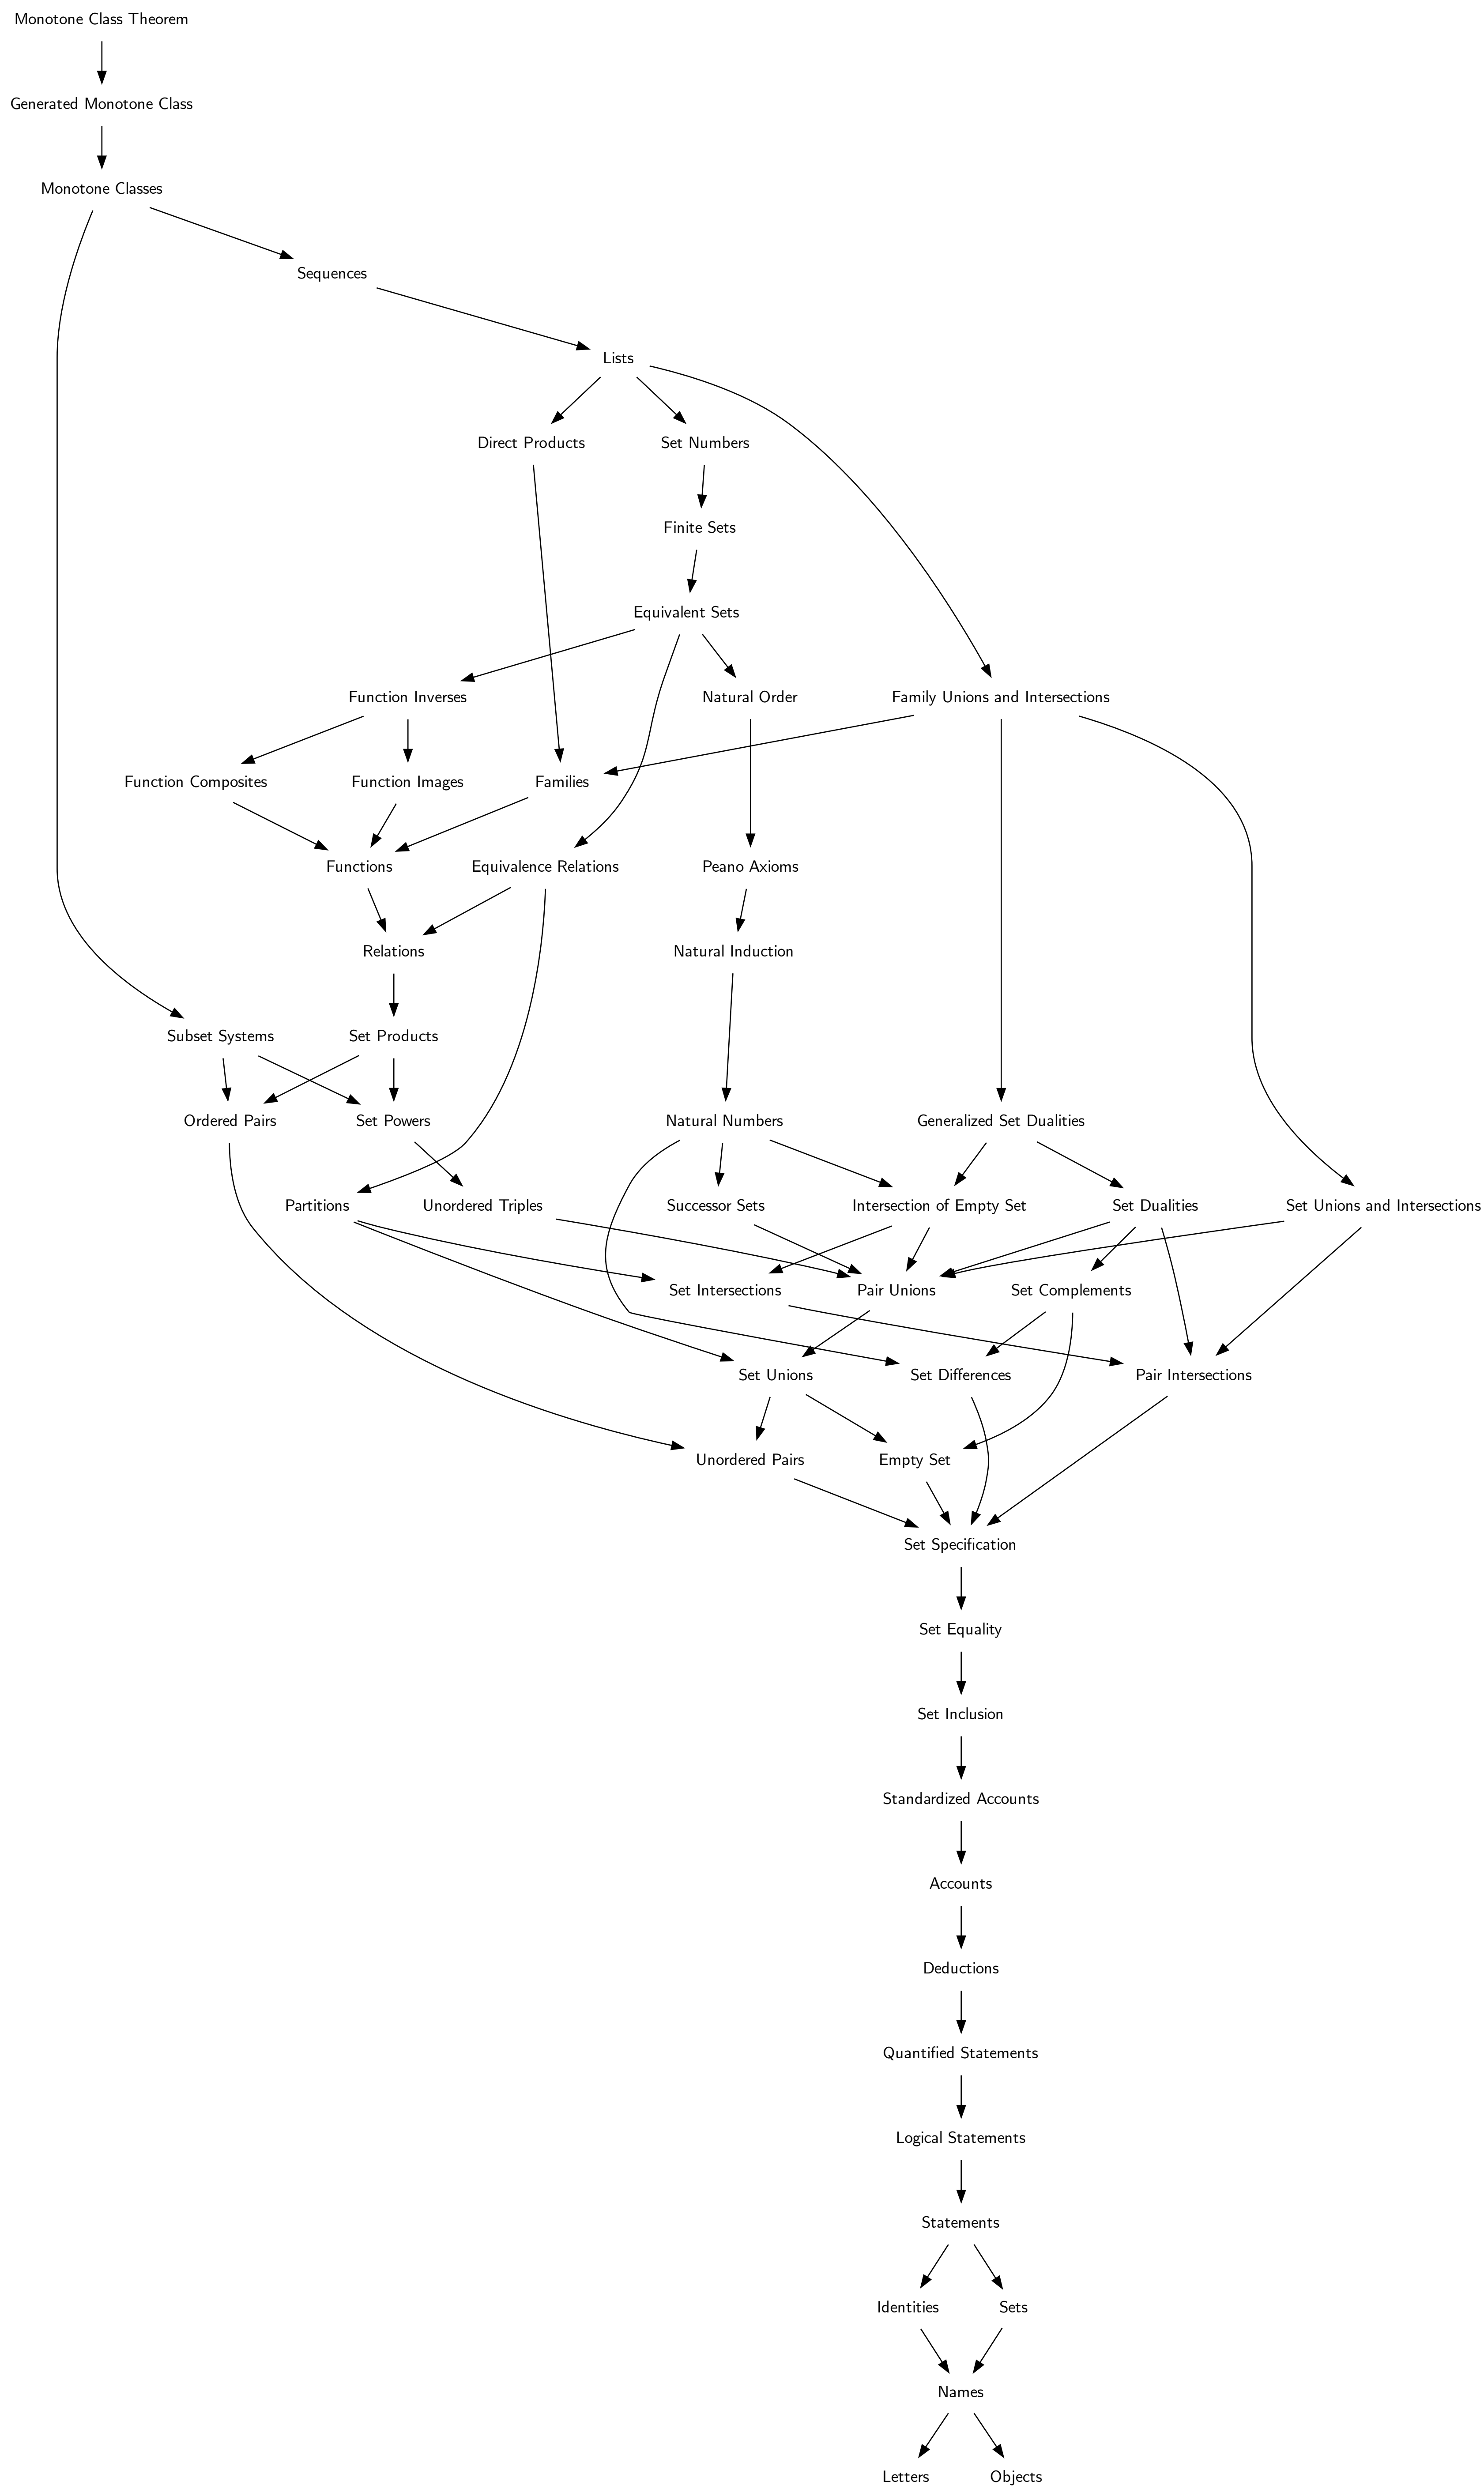 Monotone Class Theorem
Generated Monotone Class
Monotone Classes
Sequences
Lists
Direct Products
Set Numbers
Finite Sets
Equivalent Sets
Function Inverses
Natural Order
Family Unions and Intersections
Function Composites
Function Images
Families
Functions
Equivalence Relations
Peano Axioms
Relations
Natural Induction
Subset Systems
Set Products
Ordered Pairs
Set Powers
Natural Numbers
Generalized Set Dualities
Partitions
Unordered Triples
Successor Sets
Intersection of Empty Set
Set Dualities
Set Unions and Intersections
Set Intersections
Pair Unions
Set Complements
Set Unions
Set Differences
Pair Intersections
Unordered Pairs
Empty Set
Set Specification
Set Equality
Set Inclusion
Standardized Accounts
Accounts
Deductions
Quantified Statements
Logical Statements
Statements
Identities
Sets
Names
Letters
Objects